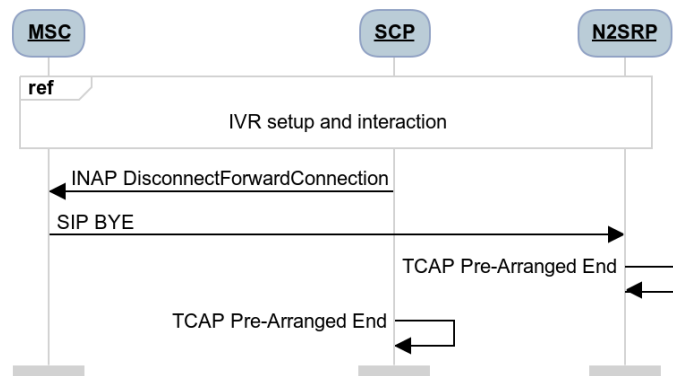 MSC
SCP
N2SRP
ref
IVR setup and interaction
INAP DisconnectForwardConnection
SIP BYE
TCAP Pre-Arranged End
TCAP Pre-Arranged End